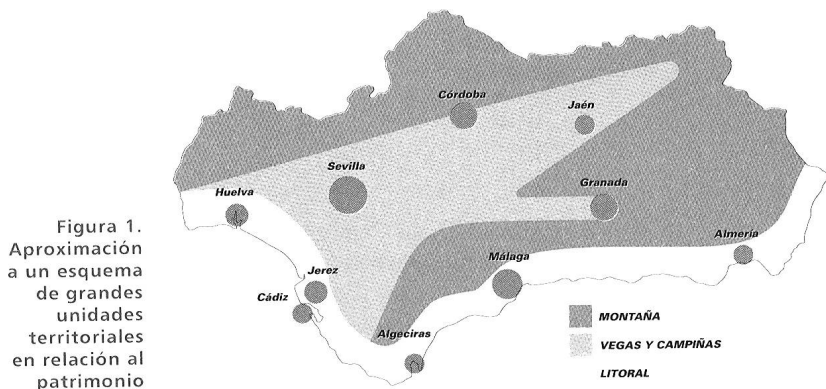 Córdoba
Jaén
Sevilla
Huelva
Granada
Almería
Málaga
Jerez
Cádiz
Algeciras
MONTAÑA
VEGAS Y CAMPIÑAS
LITORAL
Figura 1.
Aproximación
a un esquema
de grandes
unidades
territoriales
en relación al
patrimonio